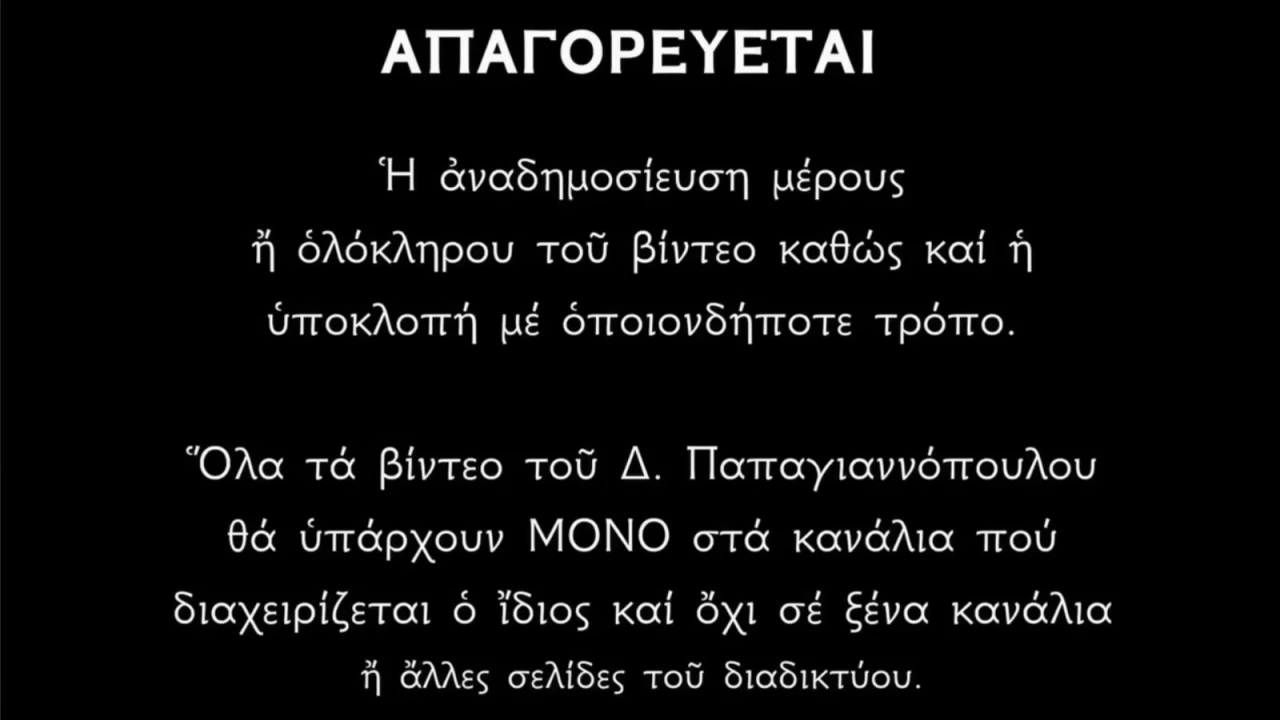 ΑΠΑΓΟΡΕΥΕΤΑΙ
Ἡ ἀναδημοσίευση μέρους
ἤ ὁλόκληρου τοῦ βίντεο καθώς καί ἡ
ὑποκλοπή μέ ὁποιονδήποτε τρόπο.
Ὅλα τά βίντεο τοῦ Δ. Παπαγιαννόπουλου
θά ὑπάρχουν ΜΟΝΟ στά κανάλια πού
διαχειρίζεται ὁ ἴδιος καί ὄχι σέ ξένα κανάλια
ἤ ἄλλες σελίδες τοῦ διαδικτύου.